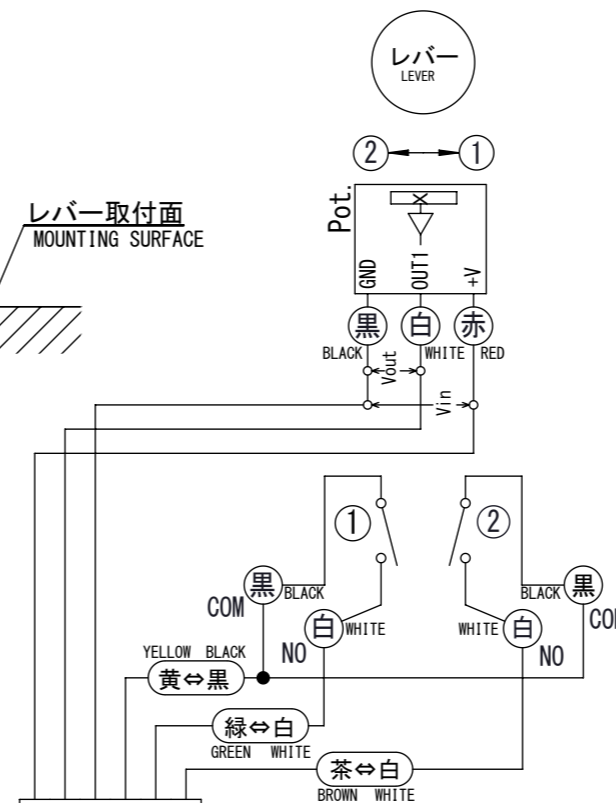 レバー
LEVER
② ①
レバー取付面
MOUNTING SURFACE
Pot.
GND OUT1 +V
黒 白 赤
BLACK WHITE RED
Vout
Vin
① ②
黒 BLACK BLACK 黒
COM COM
白 WHITE WHITE 白
NO NO
YELLOW BLACK
黄⇔黒
緑⇔白
GREEN WHITE
茶⇔白
BROWN WHITE